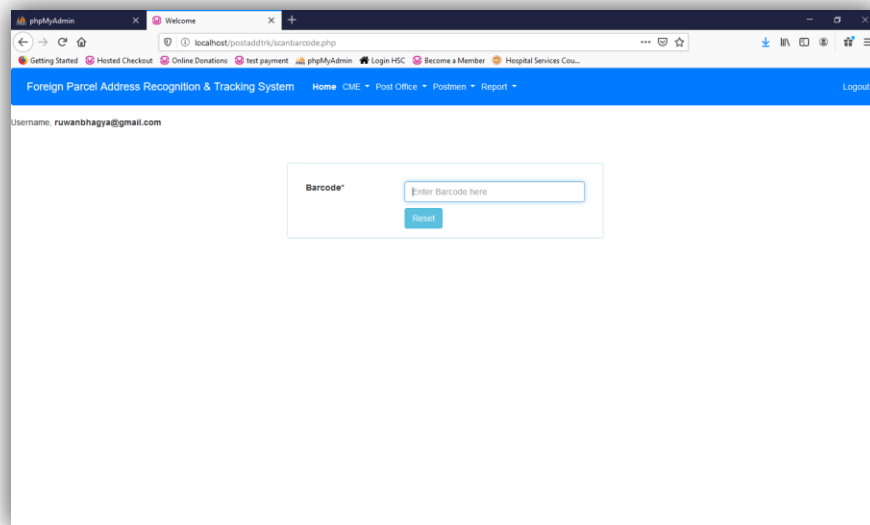 phpMyAdmin Welcome
localhost/postaddtrk/scanbarcode.php
Getting Started Hosted Checkout Online Donations test payment phpMyAdmin Login HSC Become a Member Hospital Services Cou...
Foreign Parcel Address Recognition & Tracking System Home CME Post Office Postmen Report Logout
Username, ruwanbhagya@gmail.com
Barcode* Enter Barcode here
Reset